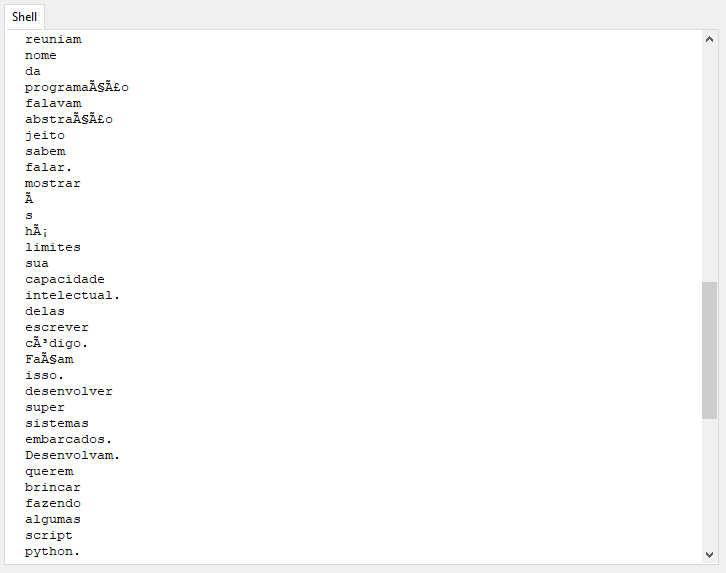 Shell
reuniam
nome
da
programaÃ§Ã£o
falavam
abstraÃ§Ã£o
jeito
sabem
falar.
mostrar
Ã
s
hÃ¡
limites
sua
capacidade
intelectual.
delas
escrever
cÃ³digo.
FaÃ§am
isso.
desenvolver
super
sistemas
embarcados.
Desenvolvam.
querem
brincar
fazendo
algumas
script
python.